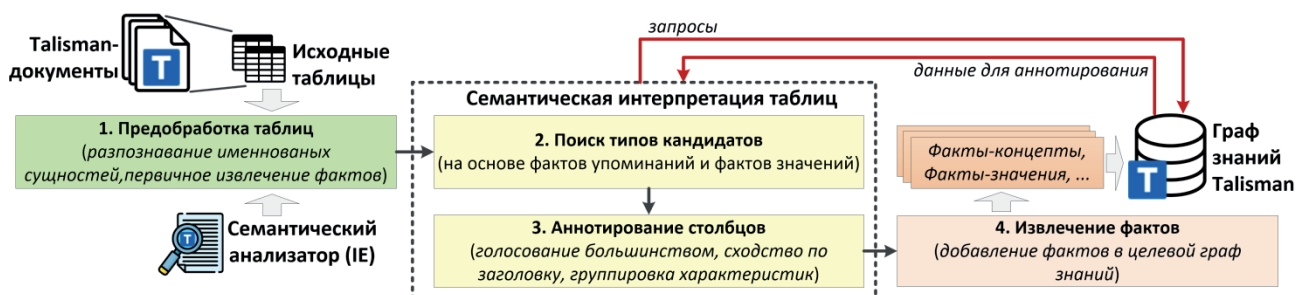 Talisman-
документы
T
Исходные
таблицы
запросы
данные для аннотирования
1. Предобработка таблиц
(разпознавание именнованых
сущностей,первичное извлечение фактов)
T
Семантический
анализатор (IE)
Семантическая интерпретация таблиц
2. Поиск типов кандидатов
(на основе фактов упоминаний и фактов значений)
3. Аннотирование столбцов
(голосование большинством, сходство по
заголовку, группировка характеристик)
Факты-концепты,
Факты-значения, ...
T
Граф
знаний
Talisman
4. Извлечение фактов
(добавление фактов в целевой граф
знаний)